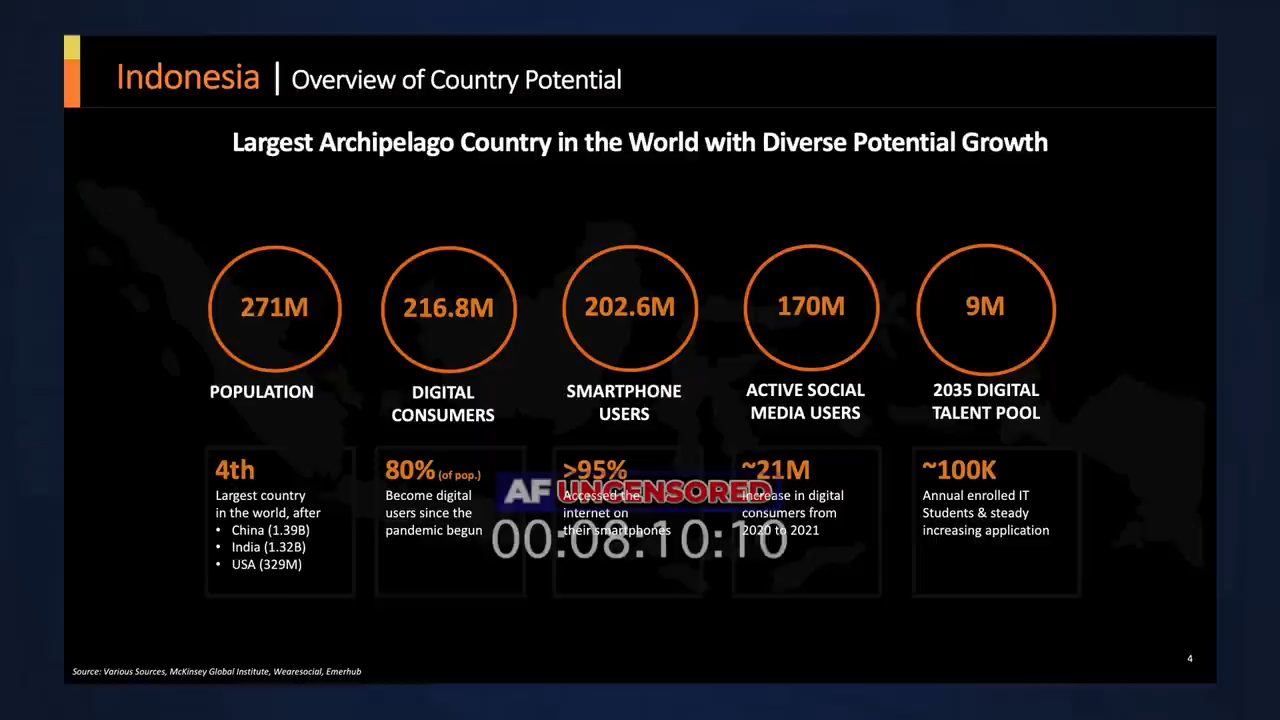 Indonesia | Overview of Country Potential
Largest Archipelago Country in the World with Diverse Potential Growth
271M
POPULATION
216.8M
DIGITAL
CONSUMERS
202.6M
SMARTPHONE
USERS
170M
ACTIVE SOCIAL
MEDIA USERS
9M
2035 DIGITAL
TALENT POOL
4th
Largest country
in the world, after
• China (1.39B)
• India (1.32B)
• USA (329M)
80% (of pop.)
Become digital
users since the
pandemic begun
>95%
Accessed the
internet on
their smartphones
~21M
Increase in digital
consumers from
2020 to 2021
~100K
Annual enrolled IT
Students & steady
increasing application
AF UNCENSORED
00:08:10:10
Source: Various Sources, McKinsey Global Institute, Wearesocial, Emerhub
4